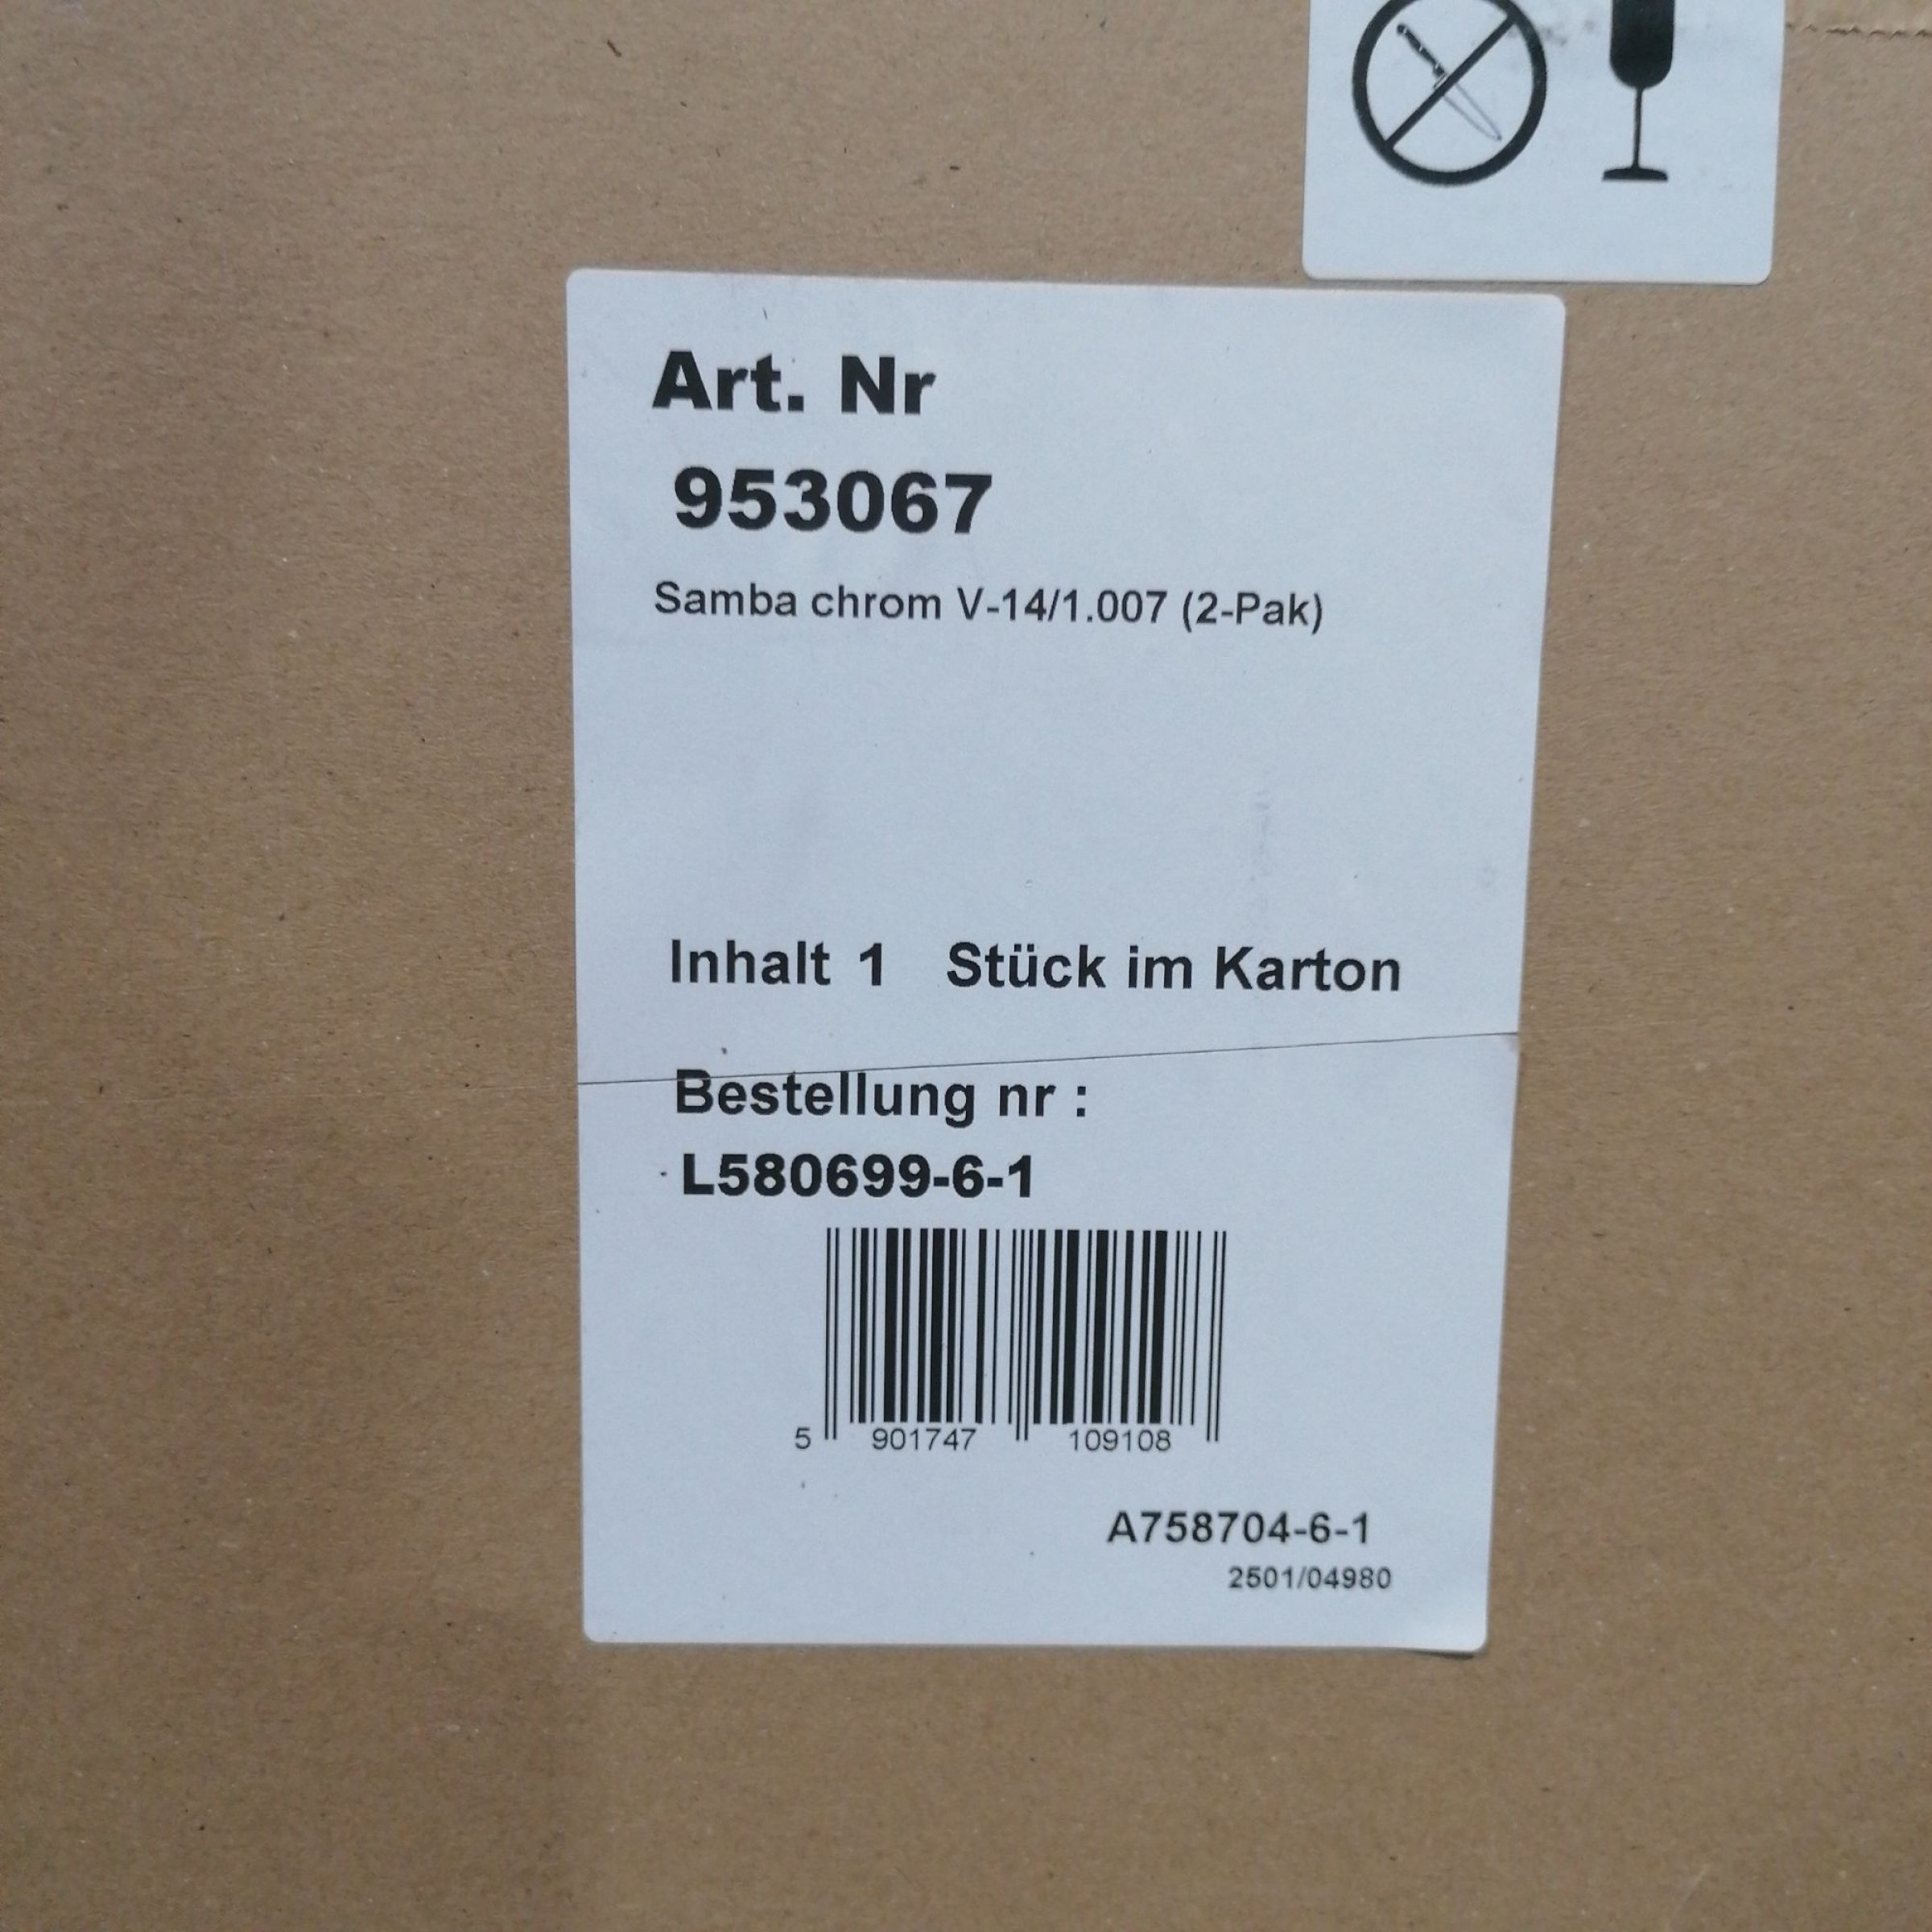 Art. Nr
953067
Samba chrom V-14/1.007 (2-Pak)
Inhalt 1 Stück im Karton
Bestellung nr :
L580699-6-1
5 901747 109108
A758704-6-1
2501/04980